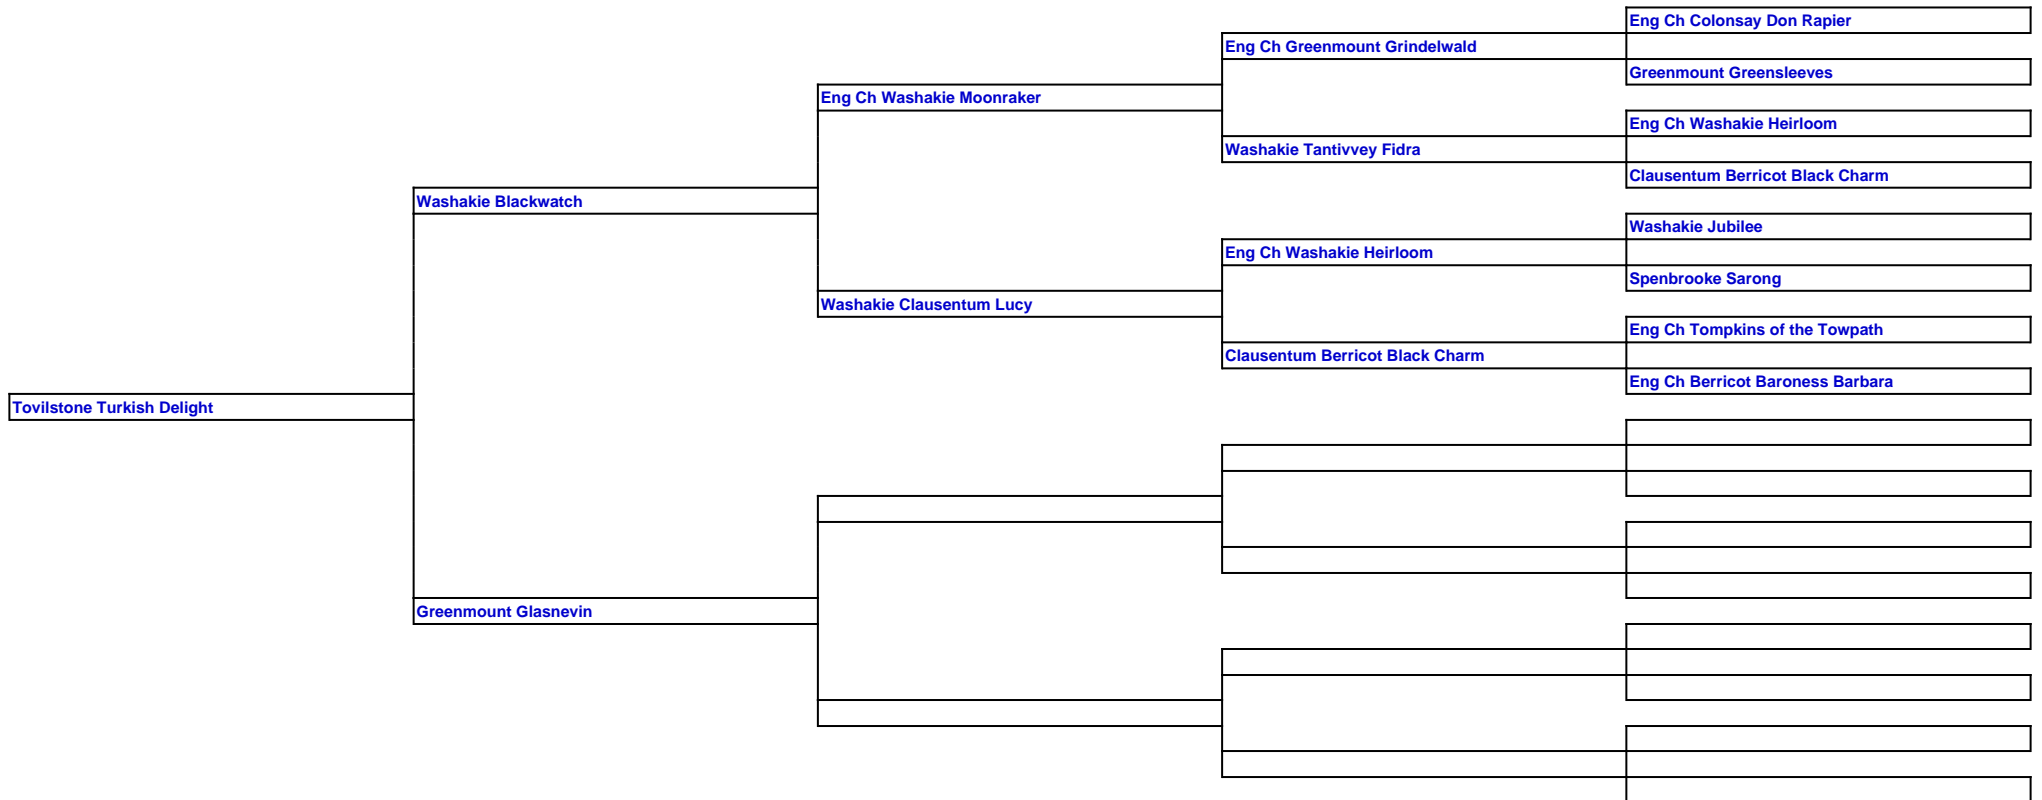 Eng Ch Colonsay Don Rapier
Eng Ch Greenmount Grindelwald
Greenmount Greensleeves
Eng Ch Washakie Moonraker
Eng Ch Washakie Heirloom
Washakie Tantivvey Fidra
Clausentum Berricot Black Charm
Washakie Blackwatch
Washakie Jubilee
Eng Ch Washakie Heirloom
Spenbrooke Sarong
Washakie Clausentum Lucy
Eng Ch Tompkins of the Towpath
Clausentum Berricot Black Charm
Eng Ch Berricot Baroness Barbara
Tovilstone Turkish Delight
Greenmount Glasnevin